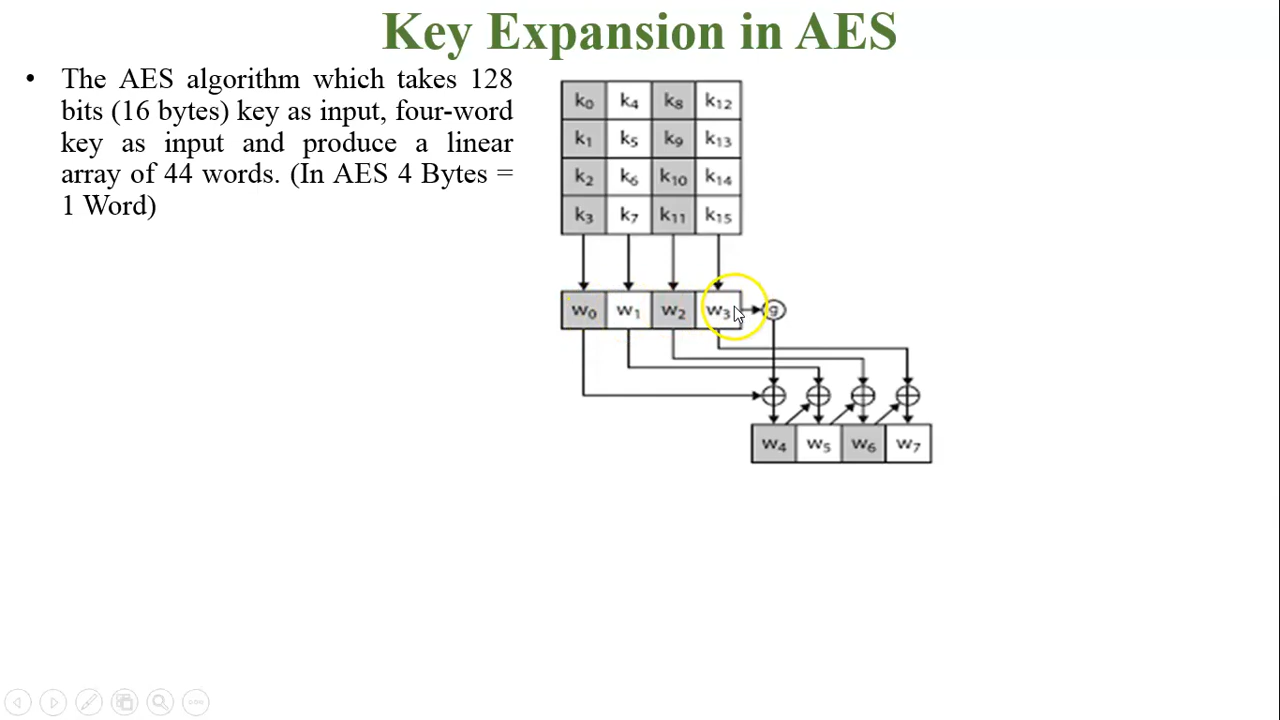 Key Expansion in AES
• The AES algorithm which takes 128
bits (16 bytes) key as input, four-word
key as input and produce a linear
array of 44 words. (In AES 4 Bytes =
1 Word)
k₀ k₄ k₈ k₁₂
k₁ k₅ k₉ k₁₃
k₂ k₆ k₁₀ k₁₄
k₃ k₇ k₁₁ k₁₅
w₀ w₁ w₂ w₃ g
w₄ w₅ w₆ w₇